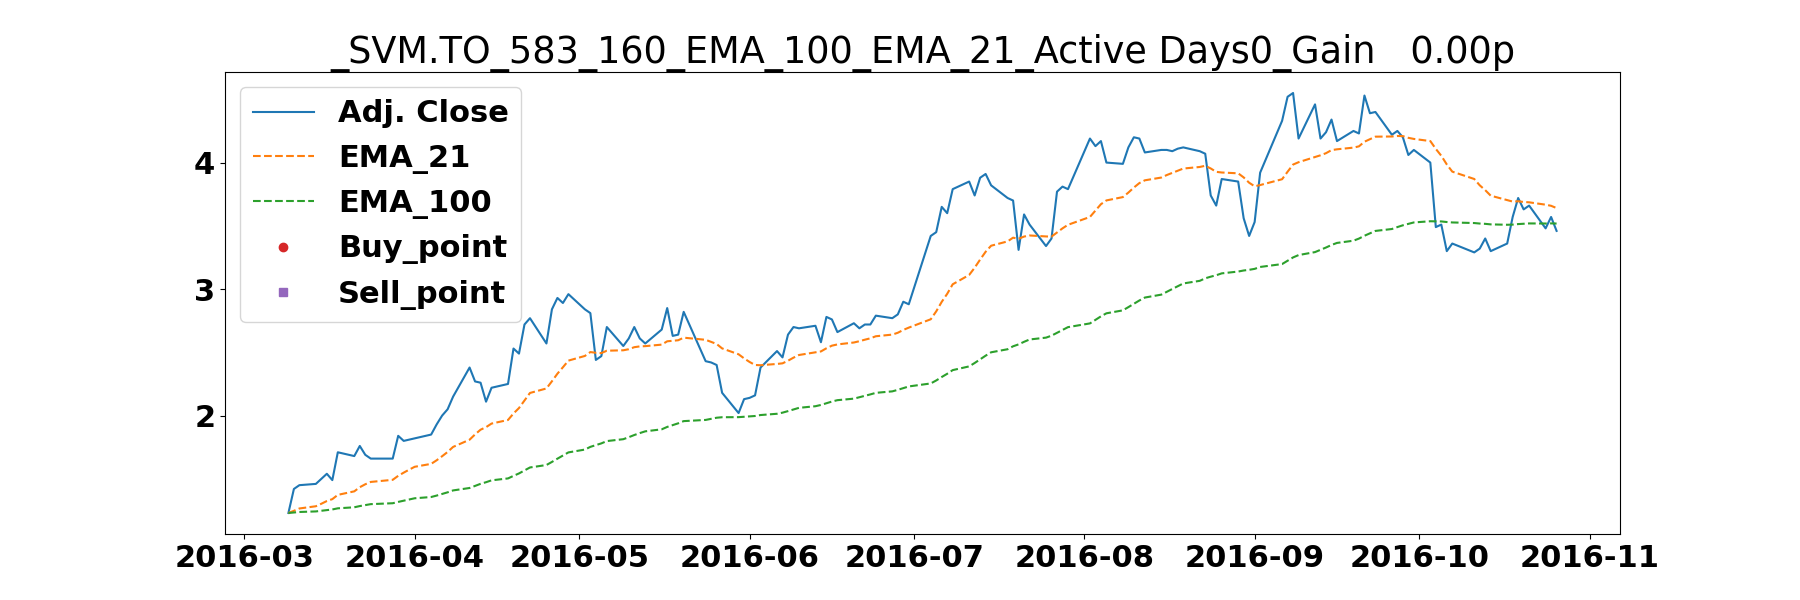 _SVM.TO_583_160_EMA_100_EMA_21_Active Days0_Gain   0.00p
Adj. Close
EMA_21
EMA_100
Buy_point
Sell_point
4
3
2
2016-03 2016-04 2016-05 2016-06 2016-07 2016-08 2016-09 2016-10 2016-11